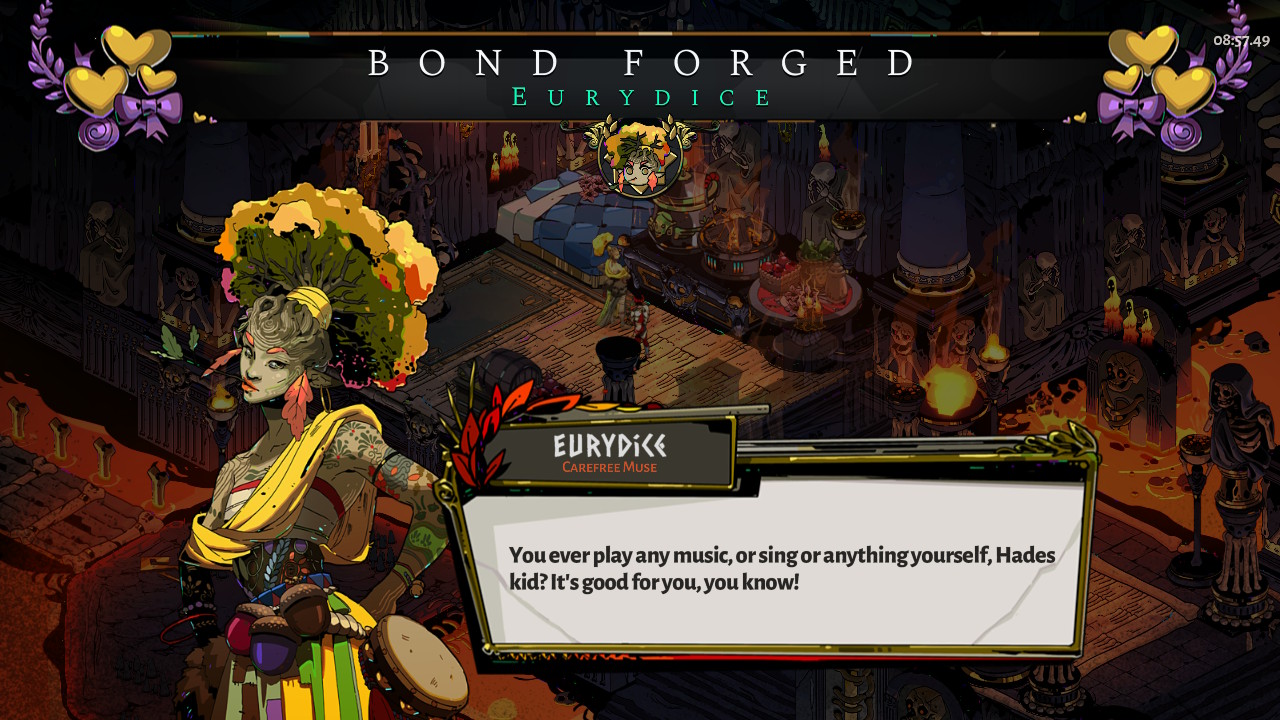 BOND FORGED
EURYDICE
08:57.49
EURYDICE
CAREFREE MUSE
You ever play any music, or sing or anything yourself, Hades
kid? It's good for you, you know!